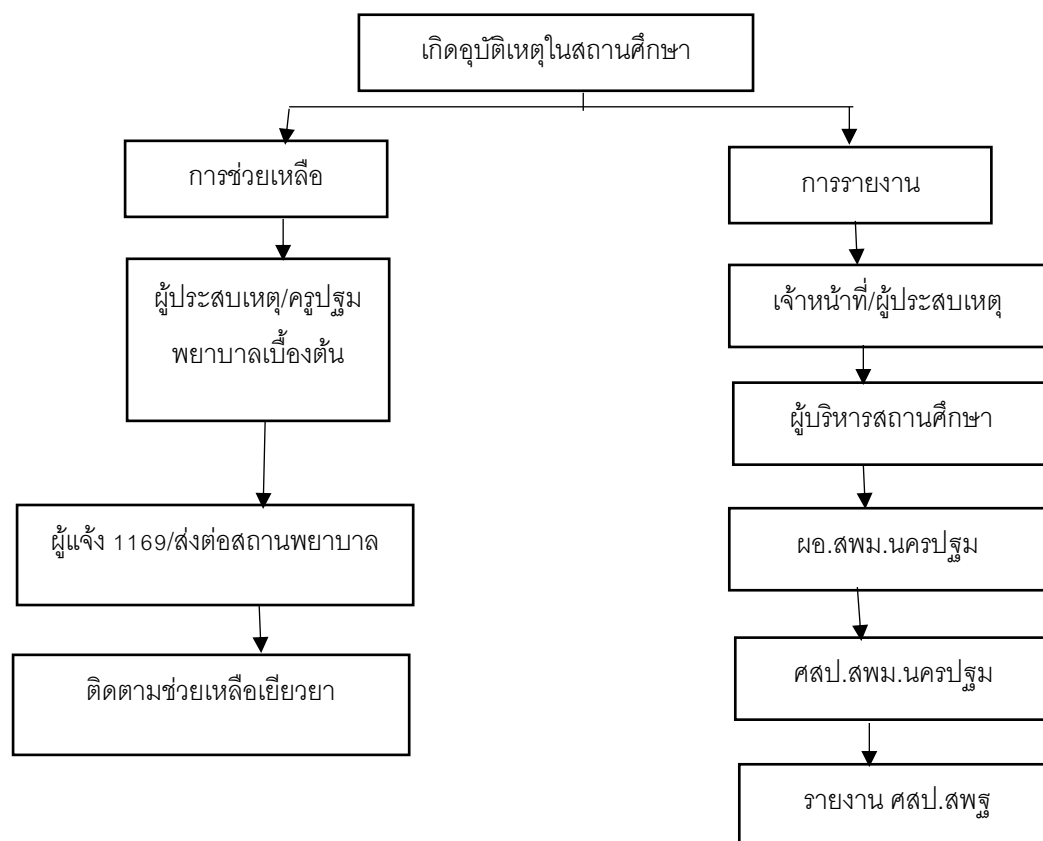 เกิดอุบัติเหตุในสถานศึกษา
การช่วยเหลือ
ผู้ประสบเหตุ/ครูปฐม
พยาบาลเบื้องต้น
ผู้แจ้ง 1169/ส่งต่อสถานพยาบาล
ติดตามช่วยเหลือเยียวยา
การรายงาน
เจ้าหน้าที่/ผู้ประสบเหตุ
ผู้บริหารสถานศึกษา
ผอ.สพม.นครปฐม
ศสป.สพม.นครปฐม
รายงาน ศสป.สพฐ